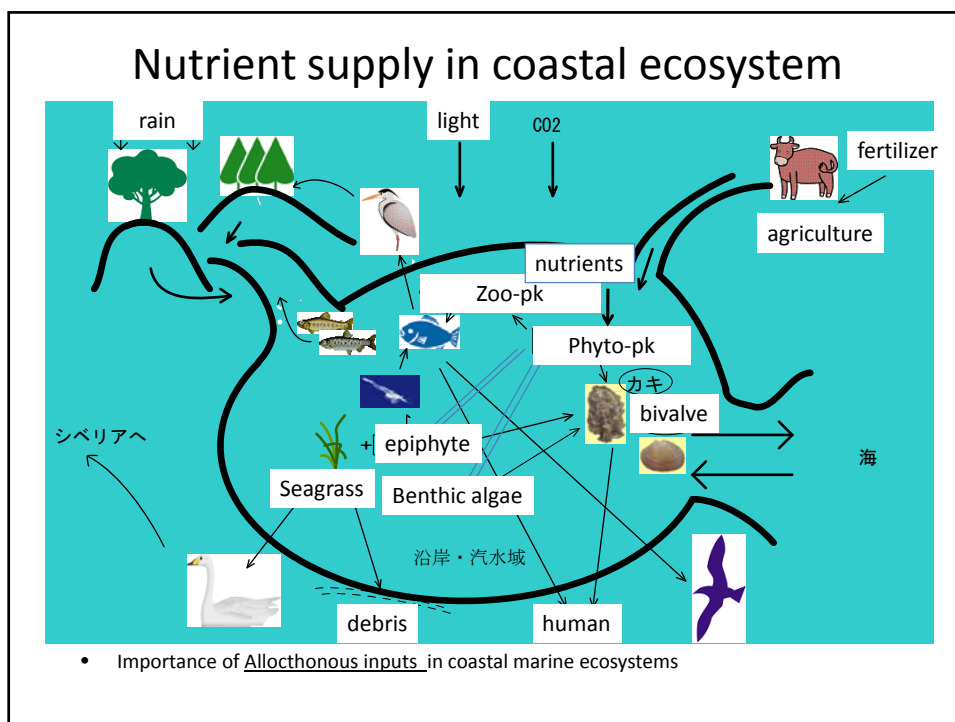 Nutrient supply in coastal ecosystem
rain
light
CO2
fertilizer
agriculture
nutrients
Zoo-pk
Phyto-pk
カキ
bivalve
シベリアへ
epiphyte
海
Seagrass
Benthic algae
沿岸・汽水域
debris
human
• Importance of Allocthonous inputs in coastal marine ecosystems